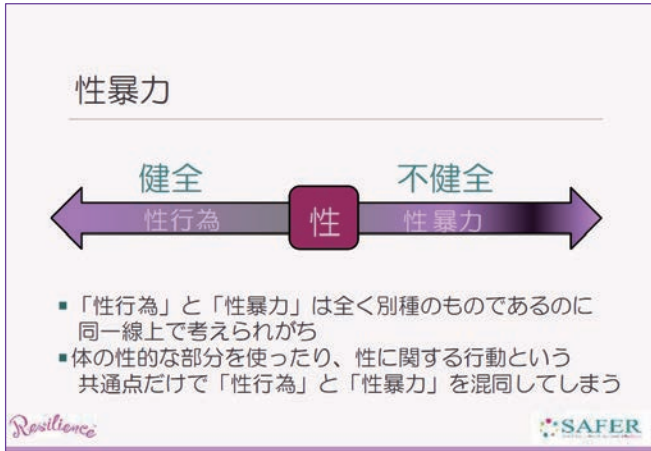 性暴力
健全
不健全
性行為
性
性暴力
▪「性行為」と「性暴力」は全く別種のものであるのに
同一線上で考えられがち
▪体の性的な部分を使ったり、性に関する行動という
共通点だけで「性行為」と「性暴力」を混同してしまう
Resilience
SAFER